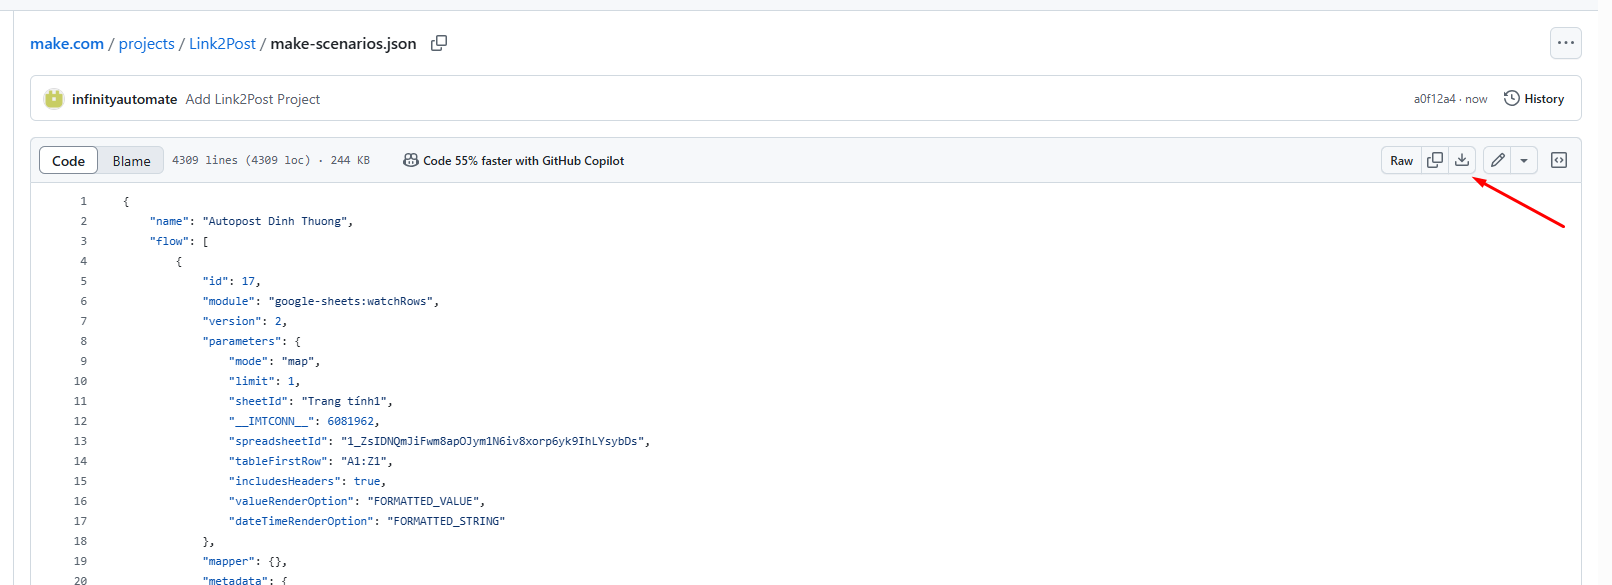 make.com / projects / Link2Post / make-scenarios.json
infinityautomate Add Link2Post Project a0f12a4 · now History
Code Blame 4309 lines (4309 loc) · 244 KB Code 55% faster with GitHub Copilot Raw
1 {
2 "name": "Autopost Dinh Thuong",
3 "flow": [
4 {
5 "id": 17,
6 "module": "google-sheets:watchRows",
7 "version": 2,
8 "parameters": {
9 "mode": "map",
10 "limit": 1,
11 "sheetId": "Trang tính1",
12 "__IMTCONN__": 6081962,
13 "spreadsheetId": "1_ZsIDNQmJiFwm8apOJym1N6iv8xorp6yk9IhLYsybDs",
14 "tableFirstRow": "A1:Z1",
15 "includesHeaders": true,
16 "valueRenderOption": "FORMATTED_VALUE",
17 "dateTimeRenderOption": "FORMATTED_STRING"
18 },
19 "mapper": {},
20 "metadata": {